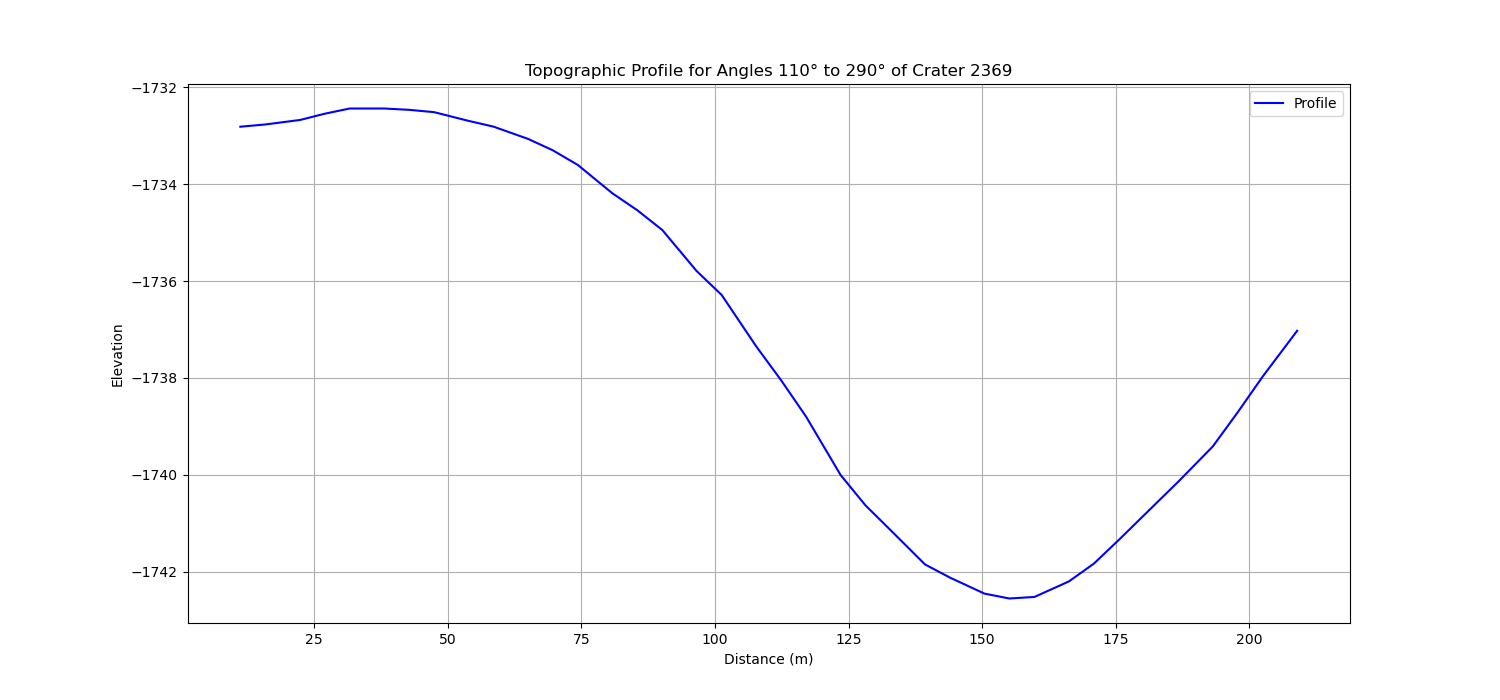 Topographic Profile for Angles 110° to 290° of Crater 2369
Profile
−1732
−1734
−1736
−1738
−1740
−1742
Elevation
25 50 75 100 125 150 175 200
Distance (m)